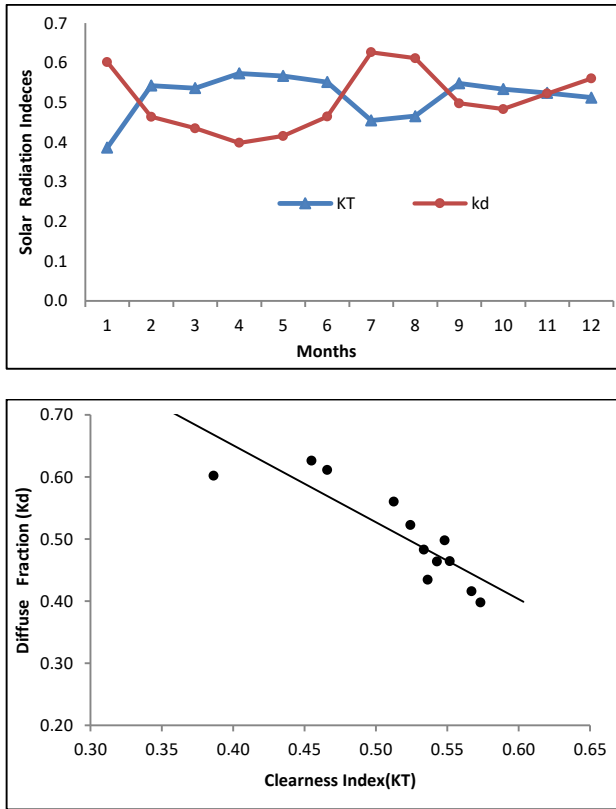 0.7
0.6
0.5
0.4
0.3
0.2
0.1
0.0
Solar Radiation Indeces
KT kd
1 2 3 4 5 6 7 8 9 10 11 12
Months
0.70
0.60
0.50
0.40
0.30
0.20
Diffuse Fraction (Kd)
0.30 0.35 0.40 0.45 0.50 0.55 0.60 0.65
Clearness Index(KT)